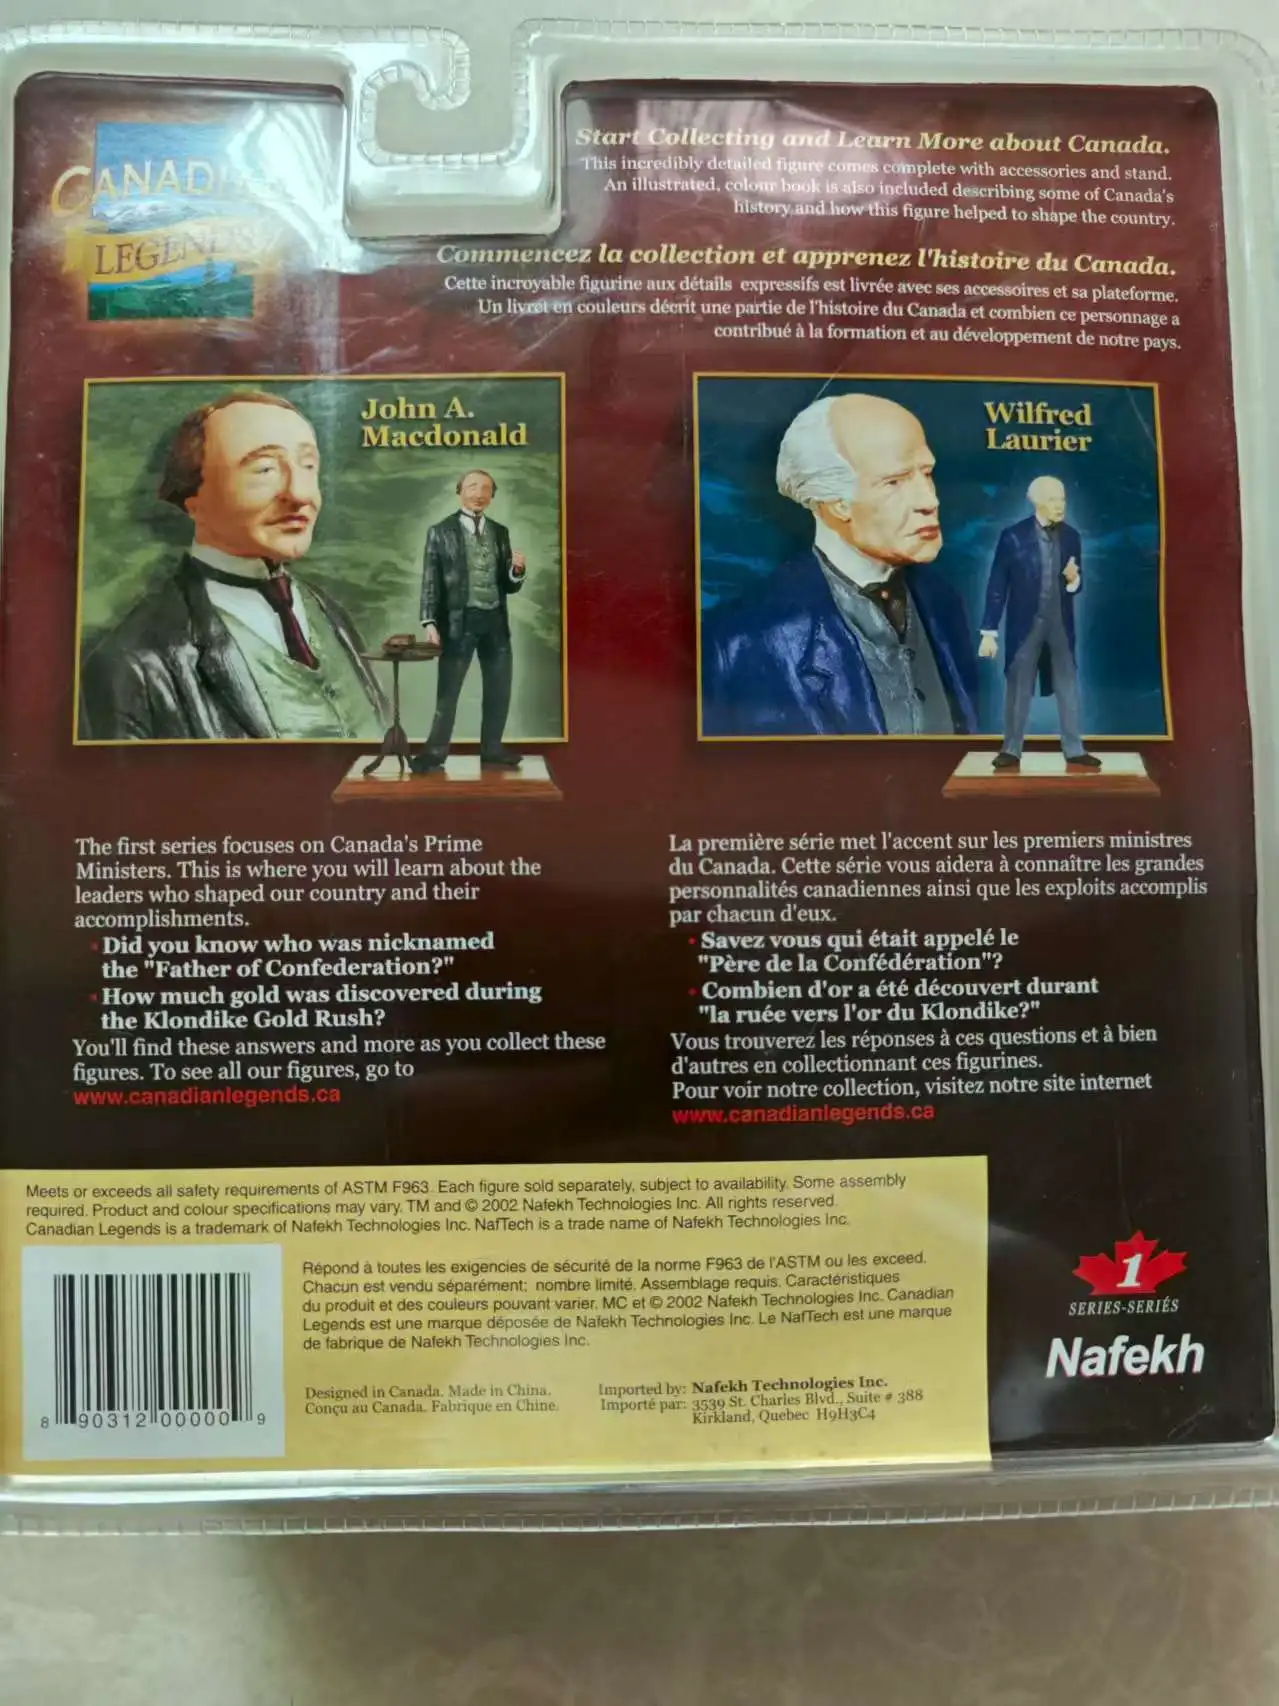 CANADIAN
LEGENDS
Start Collecting and Learn More about Canada.
This incredibly detailed figure comes complete with accessories and stand.
An illustrated, colour book is also included describing some of Canada's
history and how this figure helped to shape the country.
Commencez la collection et apprenez l'histoire du Canada.
Cette incroyable figurine aux détails expressifs est livrée avec ses accessoires et sa plateforme.
Un livret en couleurs décrit une partie de l'histoire du Canada et combien ce personnage a
contribué à la formation et au développement de notre pays.
John A.
Macdonald
Wilfred
Laurier
The first series focuses on Canada's Prime
Ministers. This is where you will learn about the
leaders who shaped our country and their
accomplishments.
• Did you know who was nicknamed
the "Father of Confederation?"
• How much gold was discovered during
the Klondike Gold Rush?
You'll find these answers and more as you collect these
figures. To see all our figures, go to
www.canadianlegends.ca
La première série met l'accent sur les premiers ministres
du Canada. Cette série vous aidera à connaître les grandes
personnalités canadiennes ainsi que les exploits accomplis
par chacun d'eux.
• Savez vous qui était appelé le
"Père de la Confédération"?
• Combien d'or a été découvert durant
"la ruée vers l'or du Klondike?"
Vous trouverez les réponses à ces questions et à bien
d'autres en collectionnant ces figurines.
Pour voir notre collection, visitez notre site internet
www.canadianlegends.ca
Meets or exceeds all safety requirements of ASTM F963. Each figure sold separately, subject to availability. Some assembly
required. Product and colour specifications may vary. TM and © 2002 Nafekh Technologies Inc. All rights reserved.
Canadian Legends is a trademark of Nafekh Technologies Inc. NafTech is a trade name of Nafekh Technologies Inc.
Répond à toutes les exigencies de sécurité de la norme F963 de l'ASTM ou les exceed.
Chacun est vendu séparément; nombre limité. Assemblage requis. Caractéristiques
du produit et des couleurs pouvant varier. MC et © 2002 Nafekh Technologies Inc. Canadian
Legends est une marque déposée de Nafekh Technologies Inc. Le NafTech est une marque
de fabrique de Nafekh Technologies Inc.
Designed in Canada. Made in China.
Conçu au Canada. Fabrique en Chine.
Imported by: Nafekh Technologies Inc.
Importé par: 3539 St. Charles Blvd., Suite # 388
Kirkland, Quebec H9H3C4
8 90312 00000 9
1
SERIES-SERIÉS
Nafekh